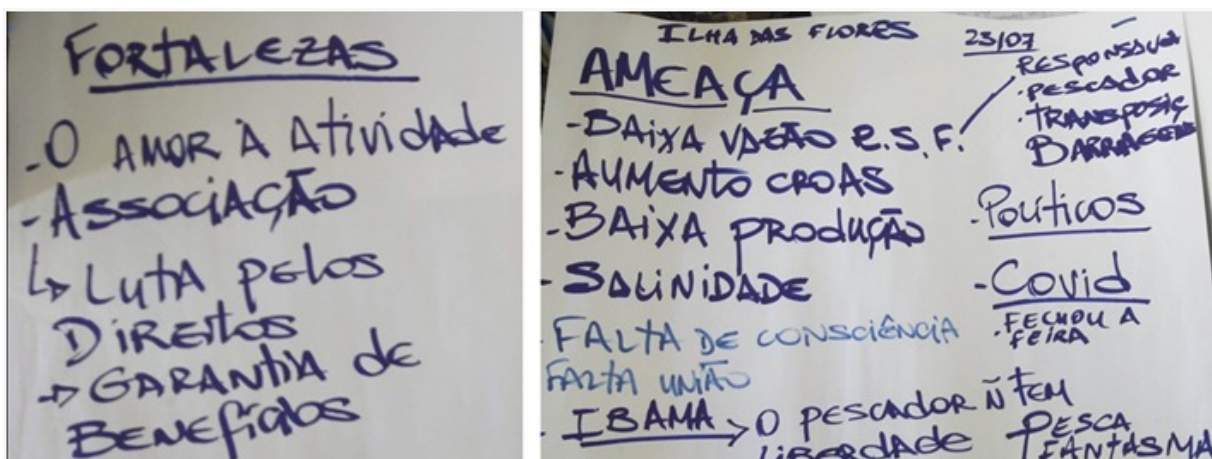 FORTALEZAS
- O AMOR À AtividAde
- ASSOCIAÇÃO
↳ LUTA PELOS
DIREITOS
→ GARANTIA de
BENEFÍCIOS
ILHA DAS FLORES
23/07
AMEAÇA
- BAIXA VAZÃO R.S.F.
RESPONSÁVEL
· PESCADOR
· TRANSPOSIÇ
BARRAGENS
- AUMENTO CROAS
- BAIXA PRODUÇÃO
- SALINIDADE
- Políticos
- Covid
· FECHOU A
FEIRA
· FALTA DE CONSCIÊNCIA
FALTA UNIÃO
· IBAMA → O PESCADOR Ñ TEM
LIBERDADE
PESCA
FANTASMA